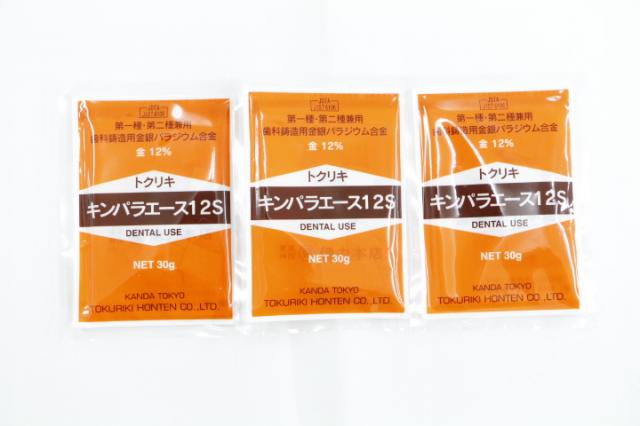 JDTA
J1374106
第一種・第二種兼用
歯科鋳造用金銀パラジウム合金
金 12%
トクリキ
キンパラエース12S
DENTAL USE
NET 30g
KANDA TOKYO
TOKURIKI HONTEN CO.,LTD.
第一種・第二種兼用
歯科鋳造用金銀パラジウム合金
金 12%
トクリキ
キンパラエース12S
DENTAL USE
NET 30g
KANDA TOKYO
TOKURIKI HONTEN CO.,LTD.
第一種・第二種兼用
歯科鋳造用金銀パラジウム合金
金 12%
トクリキ
キンパラエース12S
DENTAL USE
NET 30g
KANDA TOKYO
TOKURIKI HONTEN CO.,LTD.